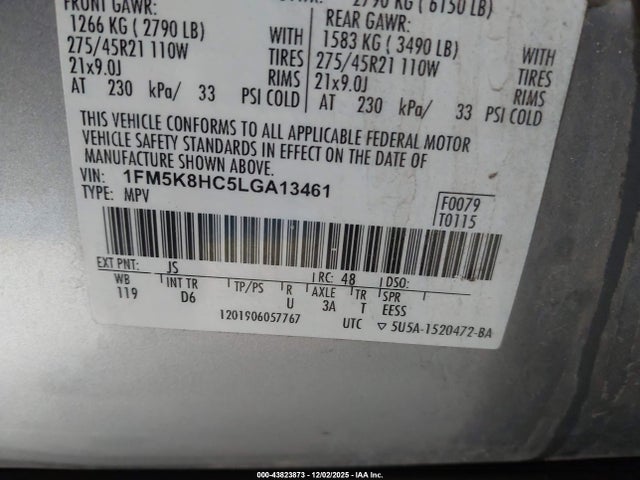 FRONT GAWR: 2790 KG ( 6150 LB)
1266 KG ( 2790 LB) WITH REAR GAWR: WITH
275/45R21 110W TIRES 1583 KG ( 3490 LB) TIRES
21x9.0J RIMS 275/45R21 110W RIMS
AT 230 kPa/ 33 PSI COLD 21x9.0J
AT 230 kPa/ 33 PSI COLD
THIS VEHICLE CONFORMS TO ALL APPLICABLE FEDERAL MOTOR
VEHICLE SAFETY STANDARDS IN EFFECT ON THE DATE OF
MANUFACTURE SHOWN ABOVE.
VIN: 1FM5K8HC5LGA13461
TYPE: MPV
F0079
T0115
EXT PNT: JS RC: 48 DSO:
WB INT TR TP/PS R AXLE TR SPR
119 D6 U 3A T EE55
1201906057767 UTC ▽ 5U5A-1520472-BA
000-43823873 - 12/02/2025 - IAA, Inc.